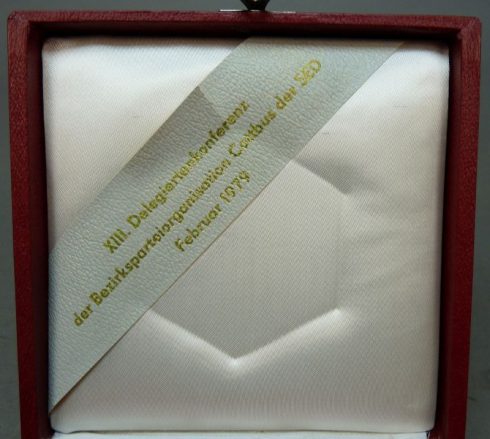 XIII. Delegiertenkonferenz
der Bezirksparteiorganisation Cottbus der SED
Februar 1979